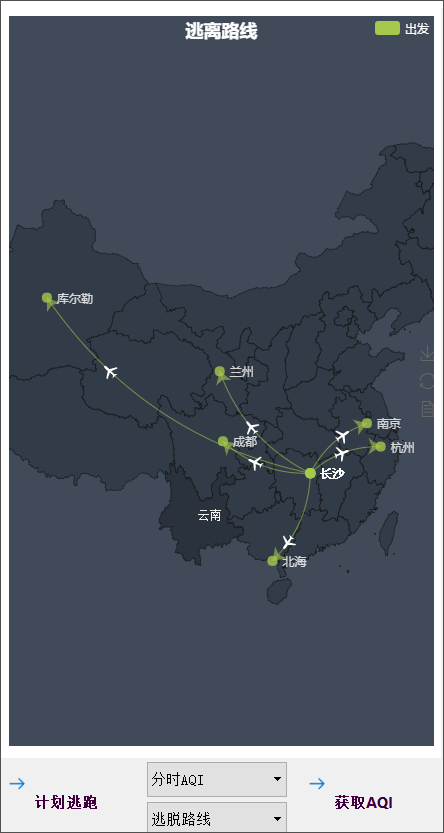 逃离路线
出发
库尔勒
兰州
南京
成都
杭州
长沙
云南
北海
分时AQI
计划逃跑
获取AQI
逃脱路线